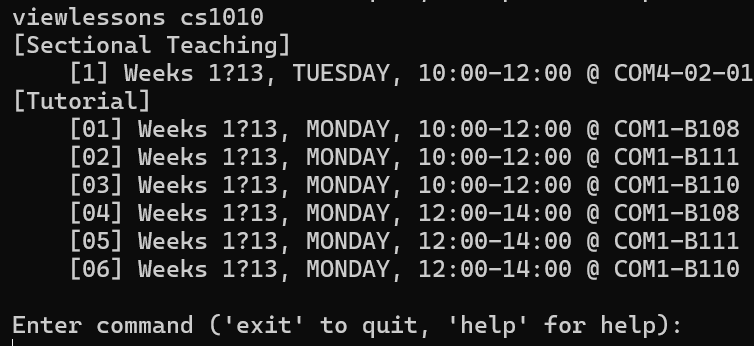 viewlessons cs1010
[Sectional Teaching]
    [1] Weeks 1?13, TUESDAY, 10:00-12:00 @ COM4-02-01
[Tutorial]
    [01] Weeks 1?13, MONDAY, 10:00-12:00 @ COM1-B108
    [02] Weeks 1?13, MONDAY, 10:00-12:00 @ COM1-B111
    [03] Weeks 1?13, MONDAY, 10:00-12:00 @ COM1-B110
    [04] Weeks 1?13, MONDAY, 12:00-14:00 @ COM1-B108
    [05] Weeks 1?13, MONDAY, 12:00-14:00 @ COM1-B111
    [06] Weeks 1?13, MONDAY, 12:00-14:00 @ COM1-B110
Enter command ('exit' to quit, 'help' for help):